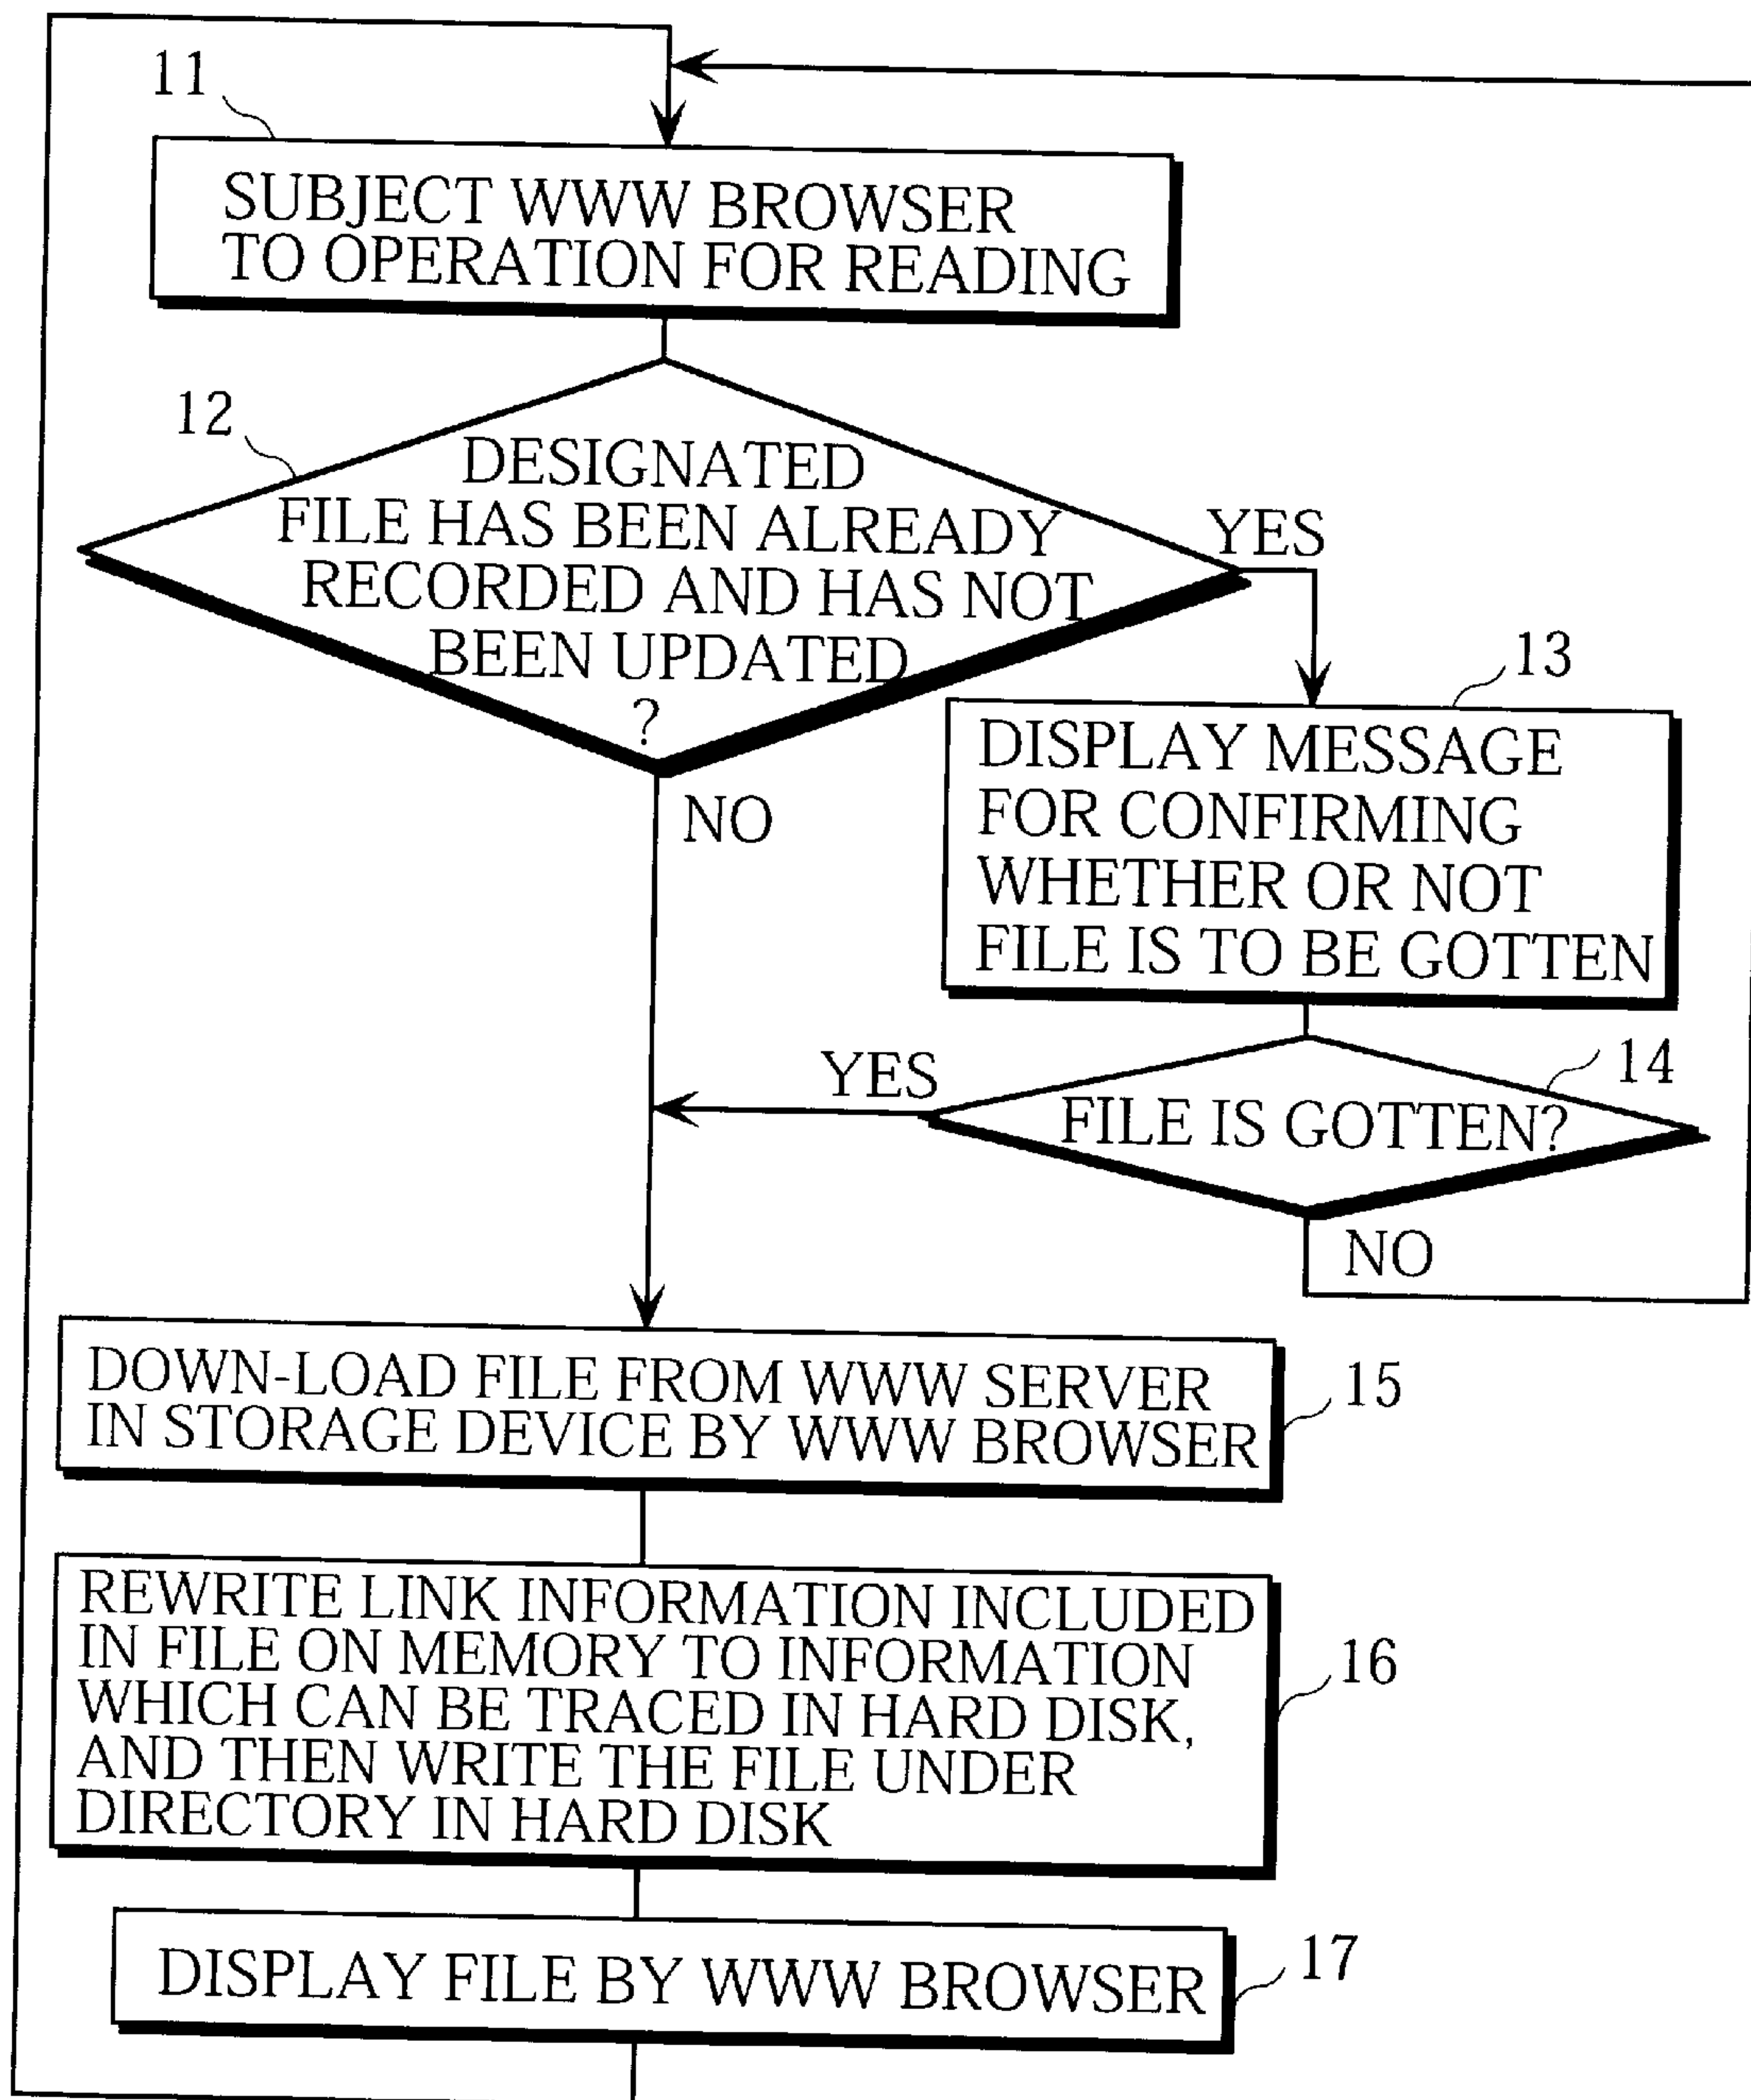 11
SUBJECT WWW BROWSER
TO OPERATION FOR READING
12
DESIGNATED
FILE HAS BEEN ALREADY
RECORDED AND HAS NOT
BEEN UPDATED
?
YES
NO
13
DISPLAY MESSAGE
FOR CONFIRMING
WHETHER OR NOT
FILE IS TO BE GOTTEN
14
YES
FILE IS GOTTEN?
NO
DOWN-LOAD FILE FROM WWW SERVER
IN STORAGE DEVICE BY WWW BROWSER
15
REWRITE LINK INFORMATION INCLUDED
IN FILE ON MEMORY TO INFORMATION
WHICH CAN BE TRACED IN HARD DISK,
AND THEN WRITE THE FILE UNDER
DIRECTORY IN HARD DISK
16
DISPLAY FILE BY WWW BROWSER
17